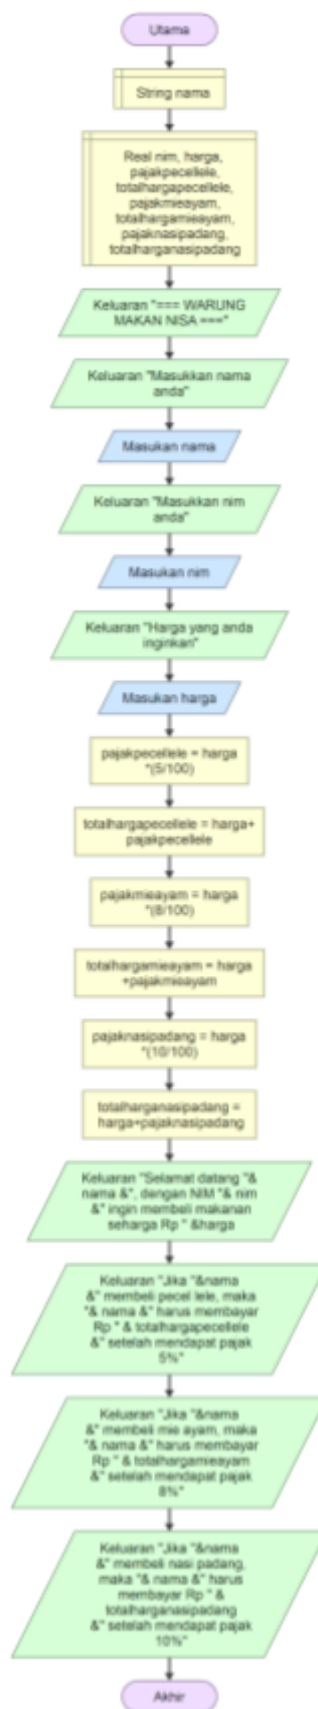 Utama
String nama
Real nim, harga,
pajakpecellele,
totalhargapecellele,
pajakmieayam,
totalhargamieayam,
pajaknasipadang,
totalharganasipadang
Keluaran "=== WARUNG
MAKAN NISA ==="
Keluaran "Masukkan nama
anda"
Masukan nama
Keluaran "Masukkan nim
anda"
Masukan nim
Keluaran "Harga yang anda
inginkan"
Masukan harga
pajakpecellele = harga
*(5/100)
totalhargapecellele = harga+
pajakpecellele
pajakmieayam = harga
*(8/100)
totalhargamieayam = harga
+pajakmieayam
pajaknasipadang = harga
*(10/100)
totalharganasipadang =
harga+pajaknasipadang
Keluaran "Selamat datang "&
nama &", dengan NIM "& nim
&" ingin membeli makanan
seharga Rp " &harga
Keluaran "Jika "&nama
&" membeli pecel lele, maka
"& nama &" harus membayar
Rp " & totalhargapecellele
&" setelah mendapat pajak
5%"
Keluaran "Jika "&nama
&" membeli mie ayam, maka
"& nama &" harus membayar
Rp " & totalhargamieayam
&" setelah mendapat pajak
8%"
Keluaran "Jika "&nama
&" membeli nasi padang,
maka "& nama &" harus
membayar Rp " &
totalharganasipadang
&" setelah mendapat pajak
10%"
Akhir